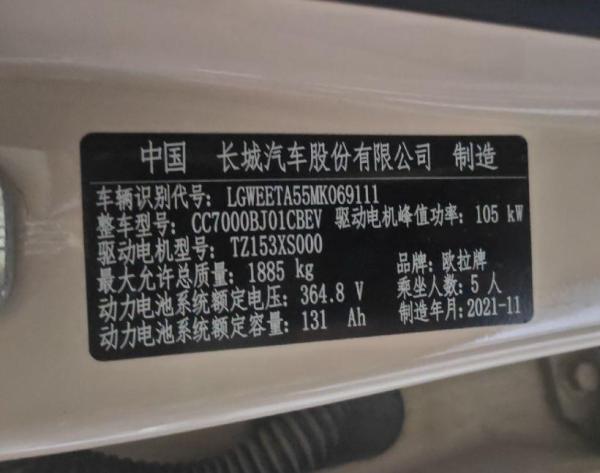 中国 长城汽车股份有限公司 制造
车辆识别代号: LGWEETA55MK069111
整车型号: CC7000BJ01CBEV 驱动电机峰值功率: 105 kW
驱动电机型号: TZ153XS000
最大允许总质量: 1885 kg 品牌: 欧拉牌
动力电池系统额定电压: 364.8 V 乘坐人数: 5 人
动力电池系统额定容量: 131 Ah 制造年月: 2021-11